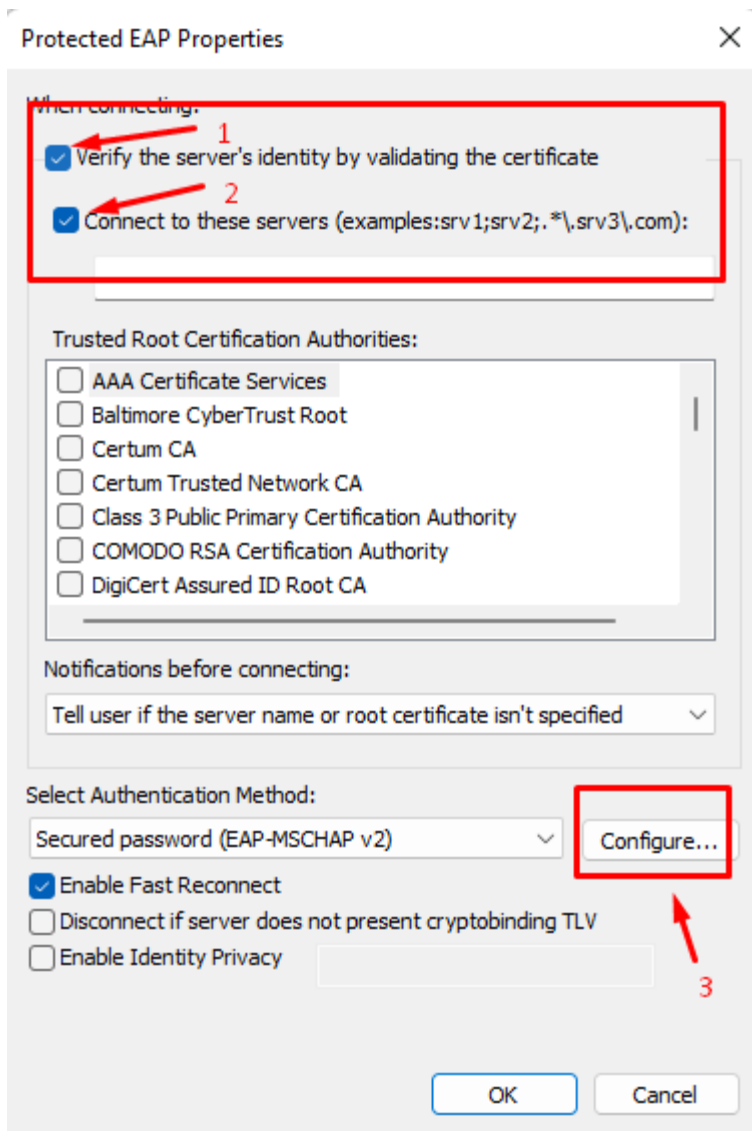 Protected EAP Properties
When connecting:
1
Verify the server's identity by validating the certificate
2
Connect to these servers (examples:srv1;srv2;.*\.srv3\.com):
Trusted Root Certification Authorities:
AAA Certificate Services
Baltimore CyberTrust Root
Certum CA
Certum Trusted Network CA
Class 3 Public Primary Certification Authority
COMODO RSA Certification Authority
DigiCert Assured ID Root CA
Notifications before connecting:
Tell user if the server name or root certificate isn't specified
Select Authentication Method:
Secured password (EAP-MSCHAP v2)
Configure...
Enable Fast Reconnect
Disconnect if server does not present cryptobinding TLV
Enable Identity Privacy
3
OK
Cancel